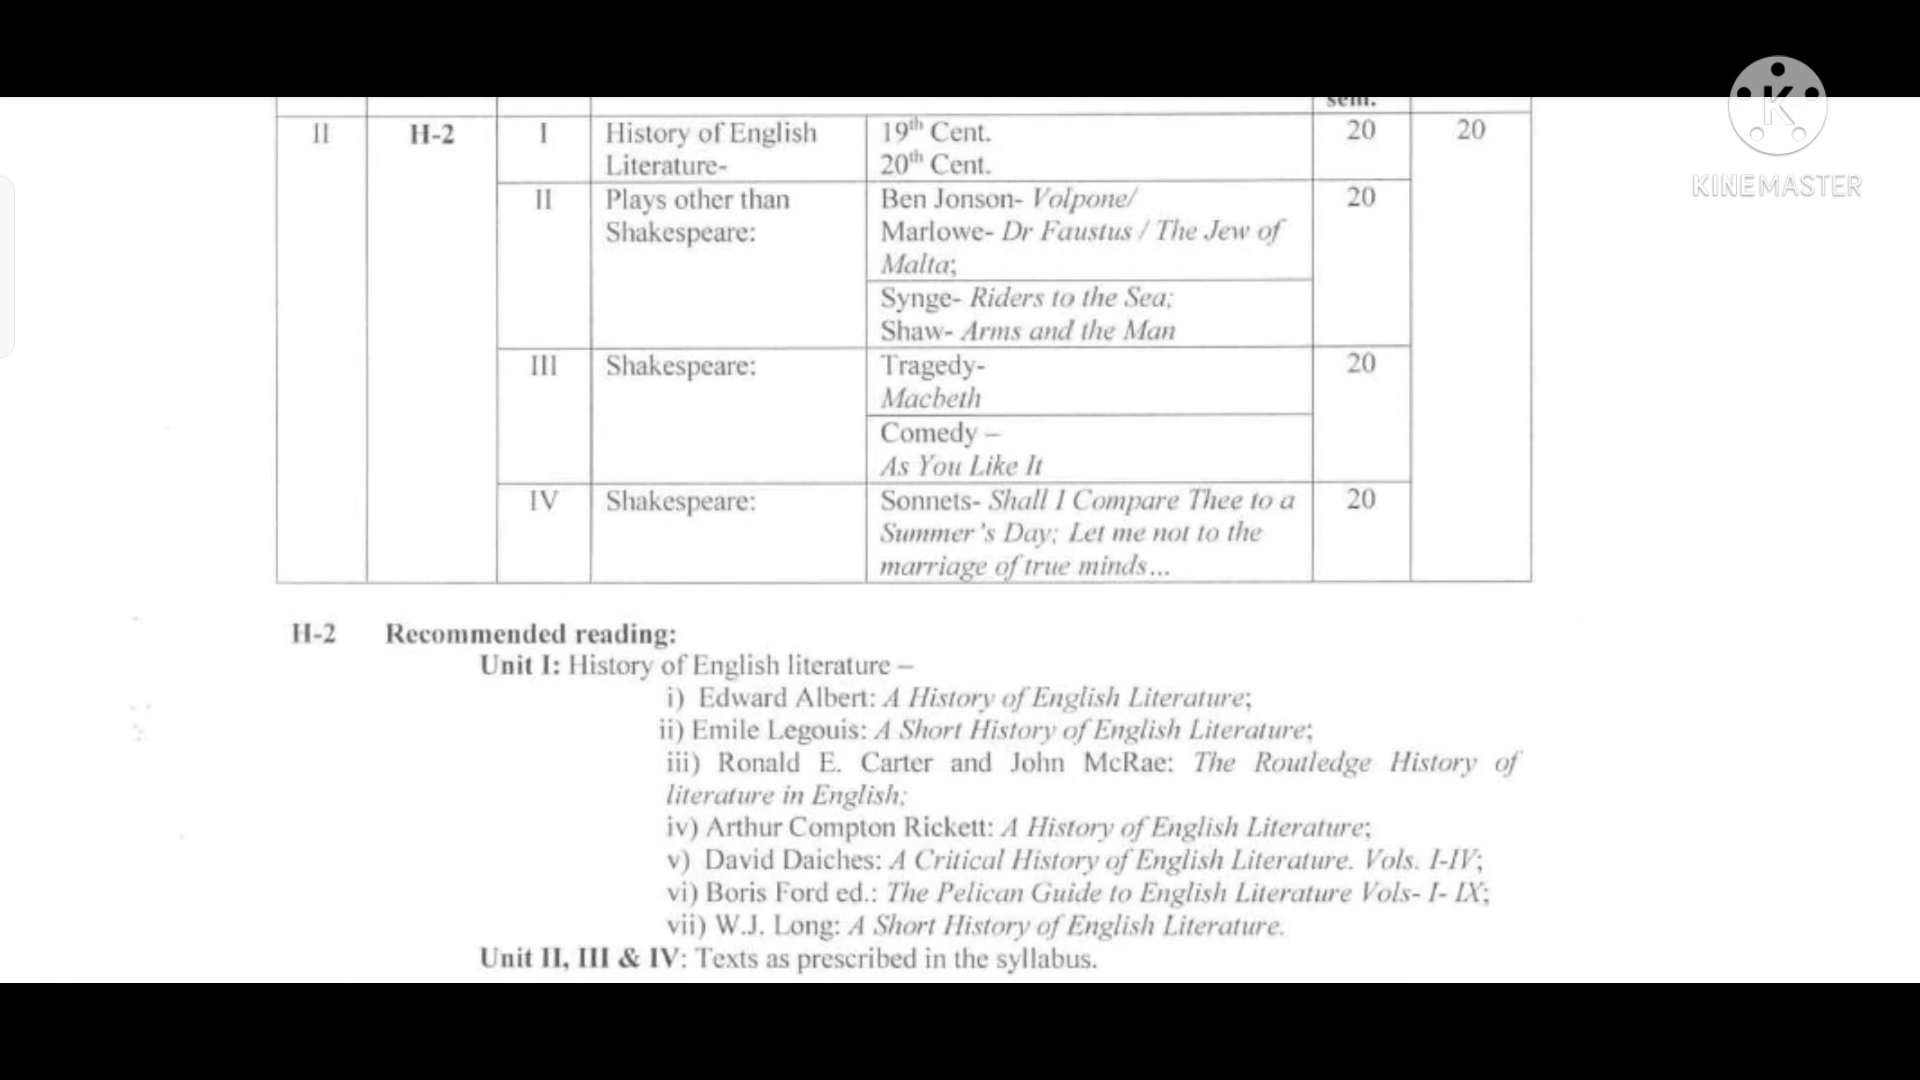 sem.
II H-2 I History of English 19th Cent. 20 20
Literature- 20th Cent.
II Plays other than Ben Jonson- Volpone/ 20
Shakespeare: Marlowe- Dr Faustus / The Jew of
Malta;
Synge- Riders to the Sea;
Shaw- Arms and the Man
III Shakespeare: Tragedy- 20
Macbeth
Comedy –
As You Like It
IV Shakespeare: Sonnets- Shall I Compare Thee to a 20
Summer's Day; Let me not to the
marriage of true minds...
H-2 Recommended reading:
Unit I: History of English literature –
i) Edward Albert: A History of English Literature;
ii) Emile Legouis: A Short History of English Literature;
iii) Ronald E. Carter and John McRae: The Routledge History of
literature in English;
iv) Arthur Compton Rickett: A History of English Literature;
v) David Daiches: A Critical History of English Literature. Vols. I-IV;
vi) Boris Ford ed.: The Pelican Guide to English Literature Vols- I- IX;
vii) W.J. Long: A Short History of English Literature.
Unit II, III & IV: Texts as prescribed in the syllabus.
K
KINEMASTER